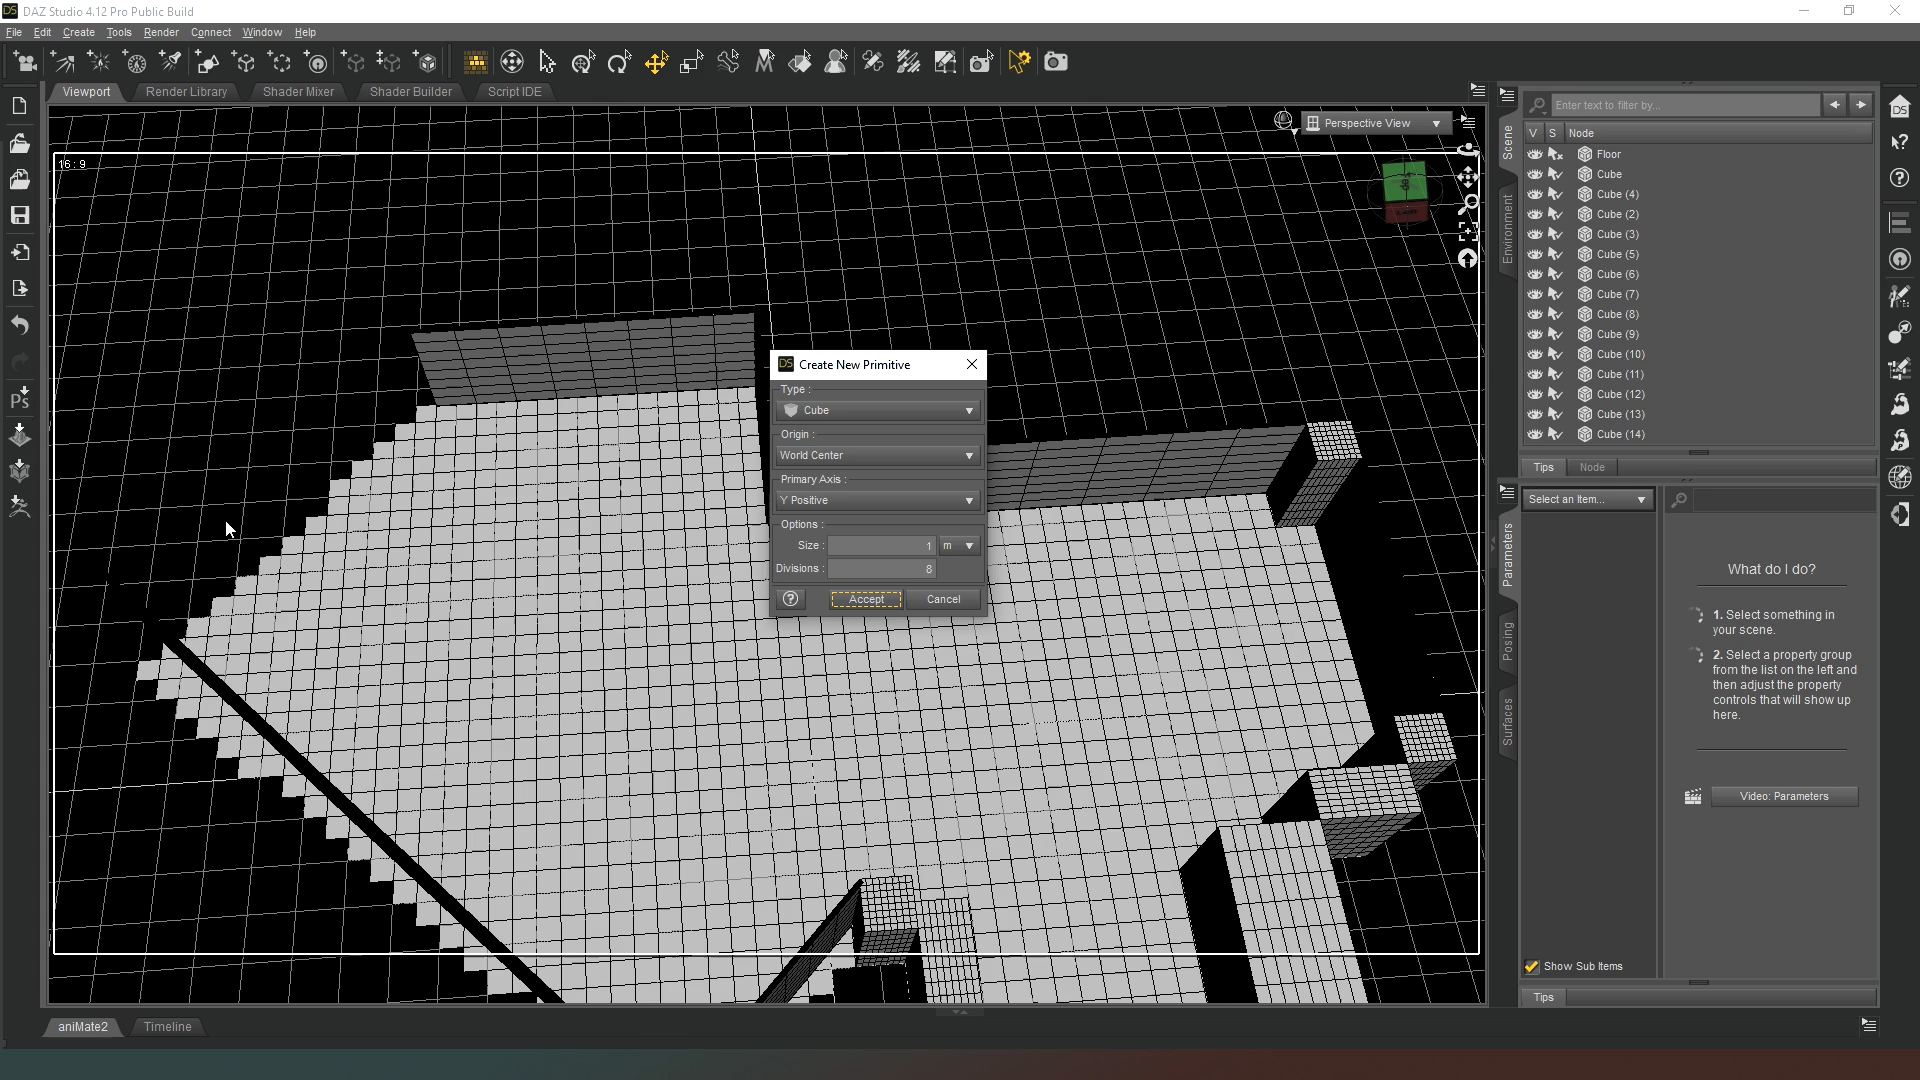 DAZ Studio 4.12 Pro Public Build
File Edit Create Tools Render Connect Window Help
Viewport Render Library Shader Mixer Shader Builder Script IDE
16 : 9
Perspective View
Enter text to filter by...
V S Node
Floor
Cube
Cube (4)
Cube (2)
Cube (3)
Cube (5)
Cube (6)
Cube (7)
Cube (8)
Cube (9)
Cube (10)
Cube (11)
Cube (12)
Cube (13)
Cube (14)
Scene
Environment
Tips Node
Create New Primitive
Type :
Cube
Origin :
World Center
Primary Axis :
Y Positive
Options :
Size : 1 m
Divisions : 8
Accept Cancel
Select an Item...
Parameters
Posing
Surfaces
What do I do?
1. Select something in
your scene.
2. Select a property group
from the list on the left and
then adjust the property
controls that will show up
here.
Video: Parameters
Show Sub Items
Tips
aniMate2 Timeline